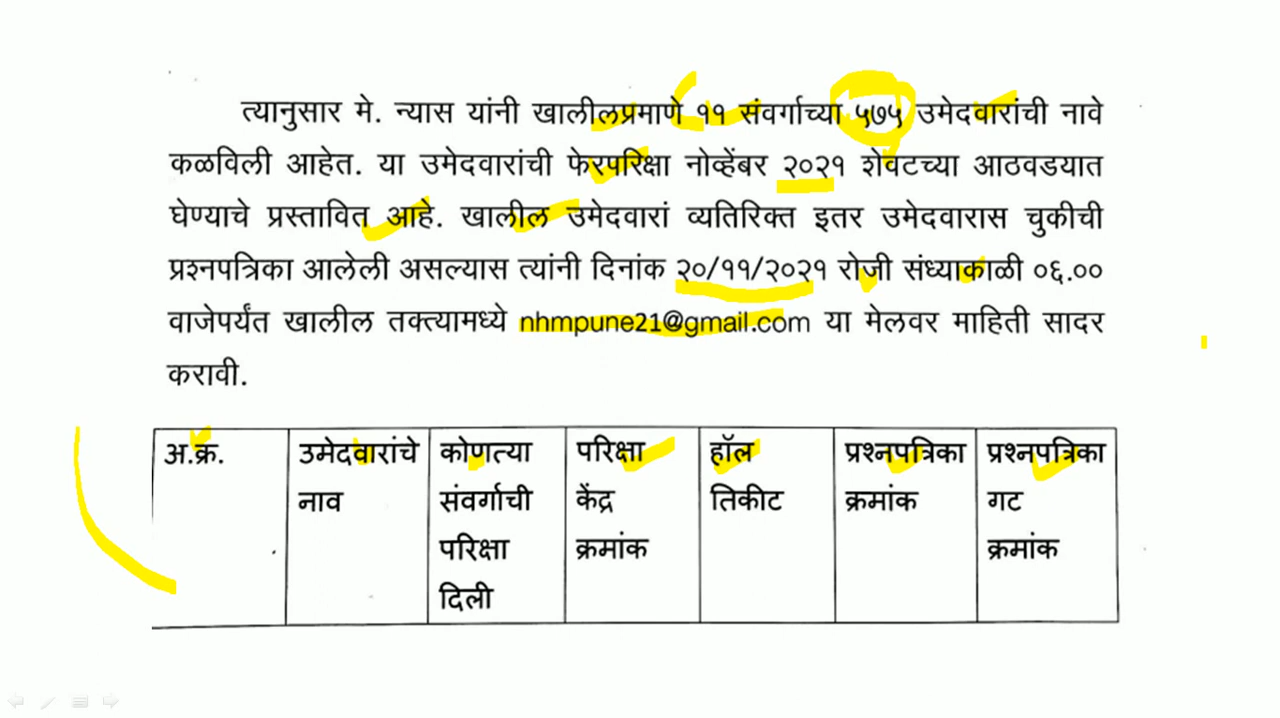 त्यानुसार मे. न्यास यांनी खालीलप्रमाणे ११ संवर्गाच्या ५७५ उमेदवारांची नावे
कळविली आहेत. या उमेदवारांची फेरपरिक्षा नोव्हेंबर २०२१ शेवटच्या आठवडयात
घेण्याचे प्रस्तावित आहे. खालील उमेदवारां व्यतिरिक्त इतर उमेदवारास चुकीची
प्रश्नपत्रिका आलेली असल्यास त्यांनी दिनांक २०/११/२०२१ रोजी संध्याकाळी ०६.००
वाजेपर्यंत खालील तक्त्यामध्ये nhmpune21@gmail.com या मेलवर माहिती सादर
करावी.
अ.क्र.
उमेदवारांचे
नाव
कोणत्या
संवर्गाची
परिक्षा
दिली
परिक्षा
केंद्र
क्रमांक
हॉल
तिकीट
प्रश्नपत्रिका
क्रमांक
प्रश्नपत्रिका
गट
क्रमांक